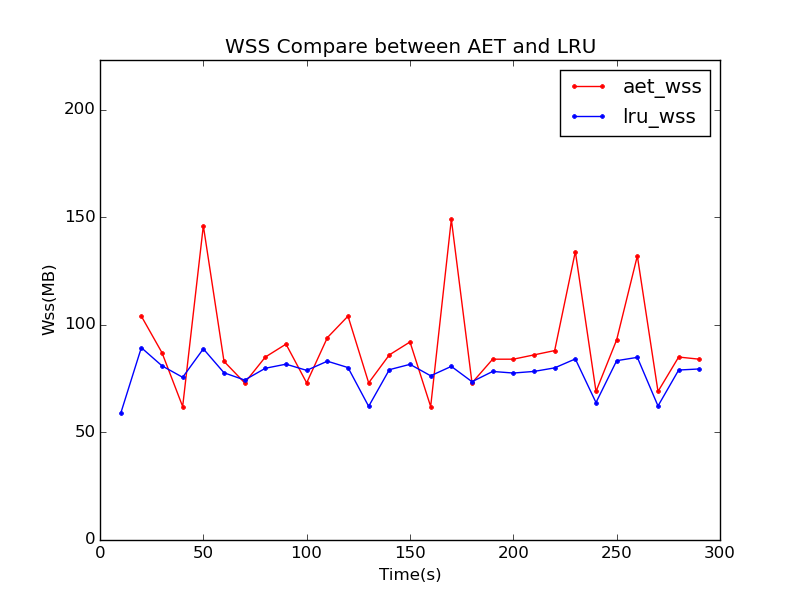 WSS Compare between AET and LRU
aet_wss
lru_wss
Wss(MB)
200
150
100
50
0
0 50 100 150 200 250 300
Time(s)